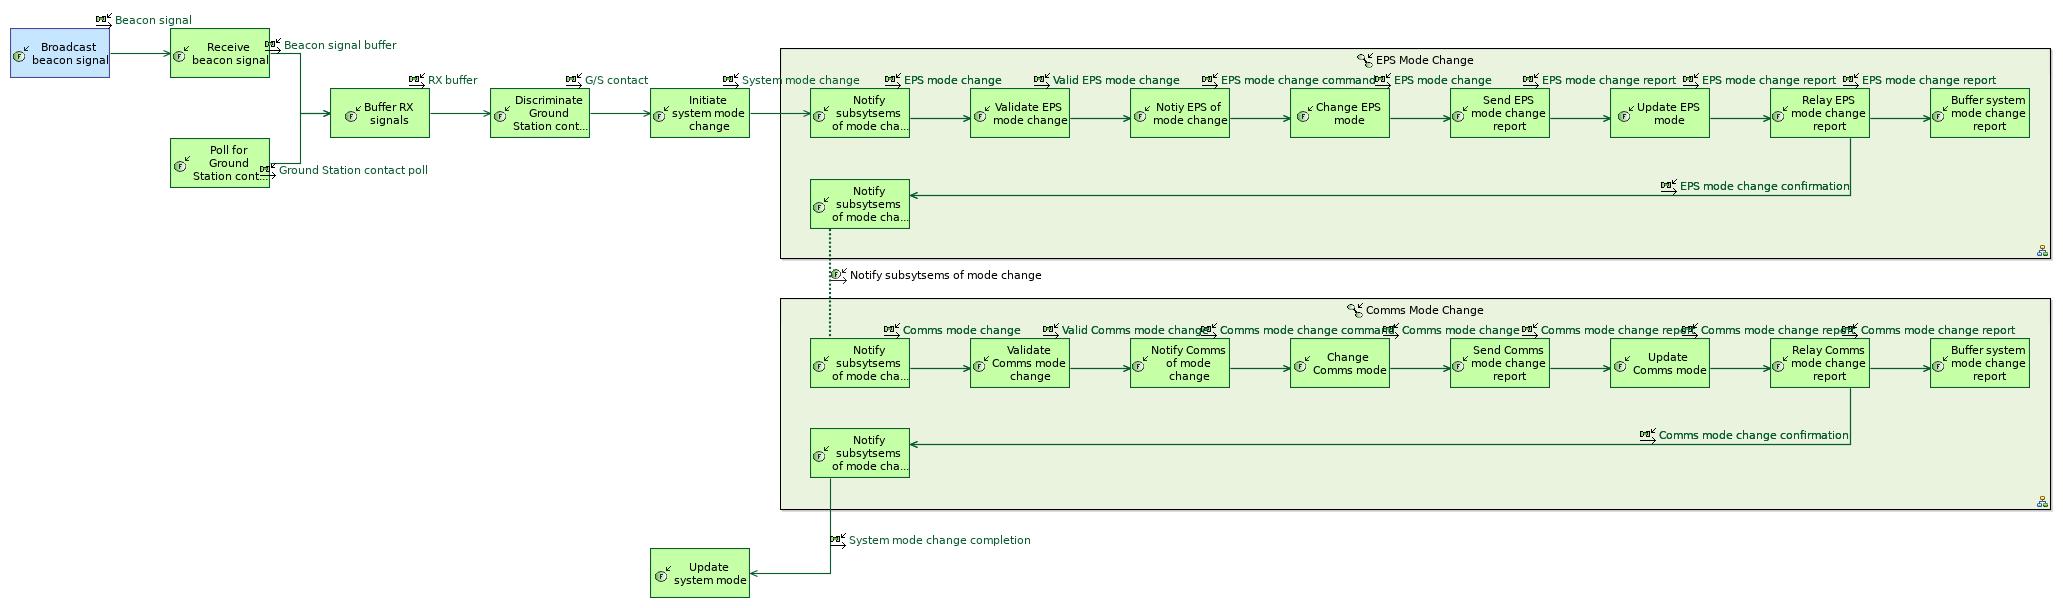 Beacon signal
Broadcast
beacon signal
Receive
beacon signal
Beacon signal buffer
Poll for
Ground
Station cont...
Ground Station contact poll
RX buffer
Buffer RX
signals
G/S contact
Discriminate
Ground
Station cont...
System mode change
Initiate
system mode
change
EPS Mode Change
EPS mode change
Valid EPS mode change
EPS mode change command
EPS mode change
EPS mode change report
EPS mode change report
EPS mode change report
Notify
subsytsems
of mode cha...
Validate EPS
mode change
Notiy EPS of
mode change
Change EPS
mode
Send EPS
mode change
report
Update EPS
mode
Relay EPS
mode change
report
Buffer system
mode change
report
EPS mode change confirmation
Notify
subsytsems
of mode cha...
Notify subsytsems of mode change
Comms Mode Change
Comms mode change
Valid Comms mode change
Comms mode change command
Comms mode change
Comms mode change report
Comms mode change report
Comms mode change report
Notify
subsytsems
of mode cha...
Validate
Comms mode
change
Notify Comms
of mode
change
Change
Comms mode
Send Comms
mode change
report
Update
Comms mode
Relay Comms
mode change
report
Buffer system
mode change
report
Comms mode change confirmation
Notify
subsytsems
of mode cha...
System mode change completion
Update
system mode